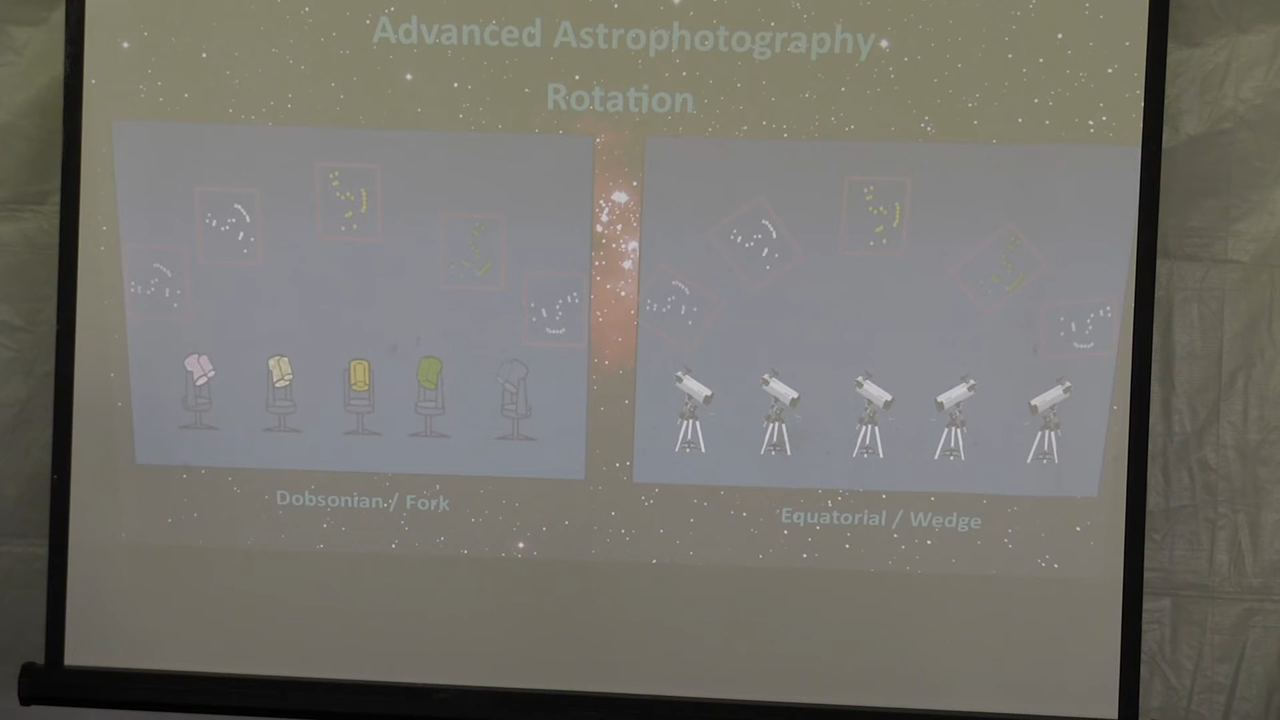 Advanced Astrophotography
Rotation
Dobsonian / Fork
Equatorial / Wedge